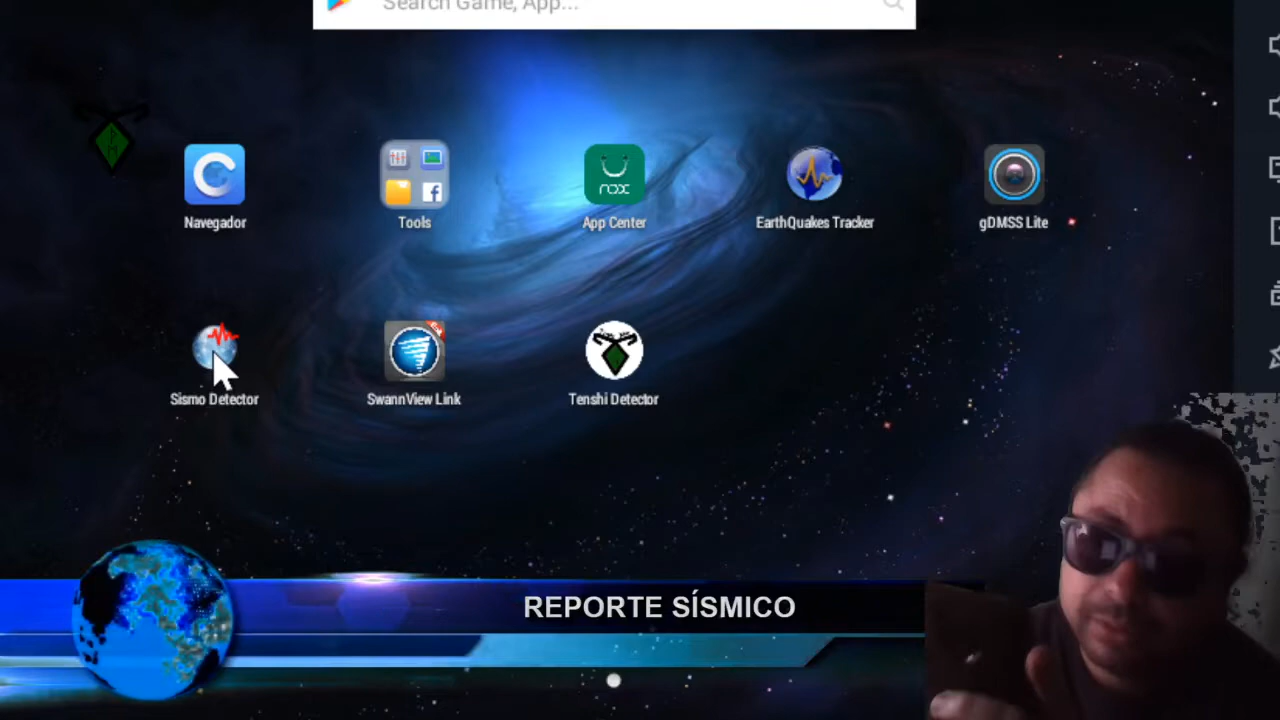 Search Game, App...
Navegador
Tools
App Center
EarthQuakes Tracker
gDMSS Lite
Sismo Detector
SwannView Link
Tenshi Detector
nox
REPORTE SÍSMICO